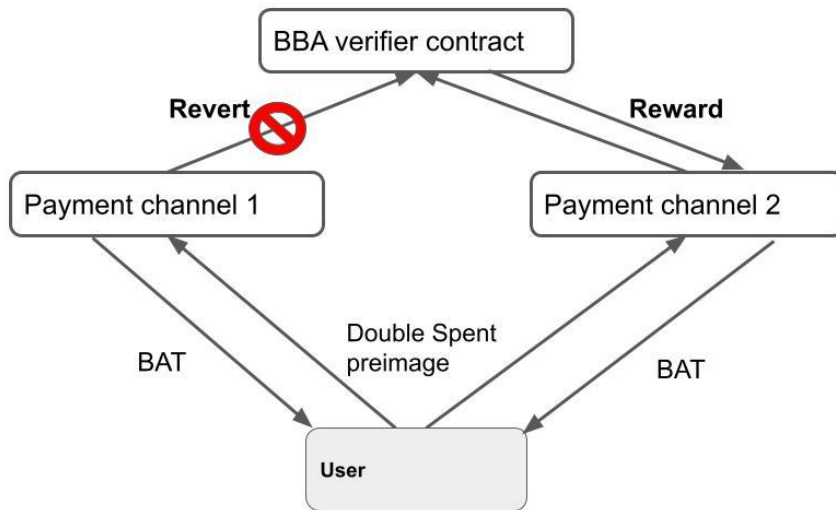 BBA verifier contract
Revert
Reward
Payment channel 1
Payment channel 2
Double Spent
preimage
BAT
BAT
User